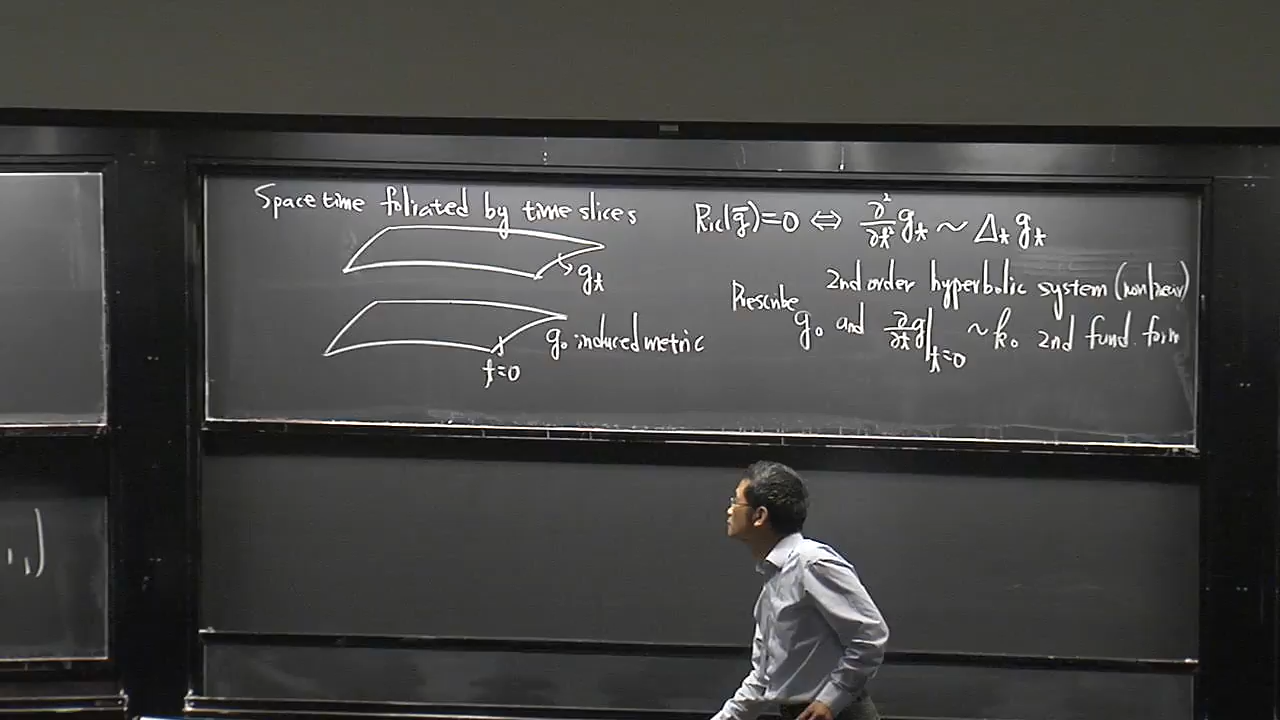 Space time foliated by time slices
g_t
g_0 induced metric
t=0
Ric(g̅)=0 ⇔ ∂²/∂t² g_t ~ Δ_t g_t
2nd order hyperbolic system (nonlinear)
Prescribe g_0 and ∂/∂t g|_{t=0} ~ k_0 2nd fund. form